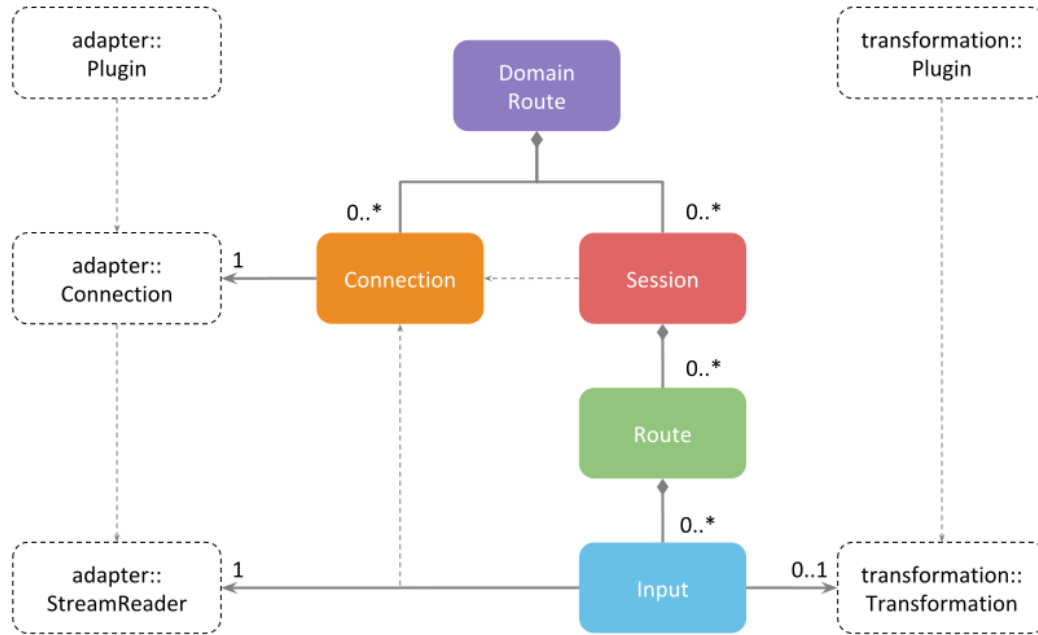 adapter::
Plugin
Domain
Route
transformation::
Plugin
0..*
0..*
adapter::
Connection
1
Connection
Session
0..*
Route
0..*
adapter::
StreamReader
1
Input
0..1
transformation::
Transformation